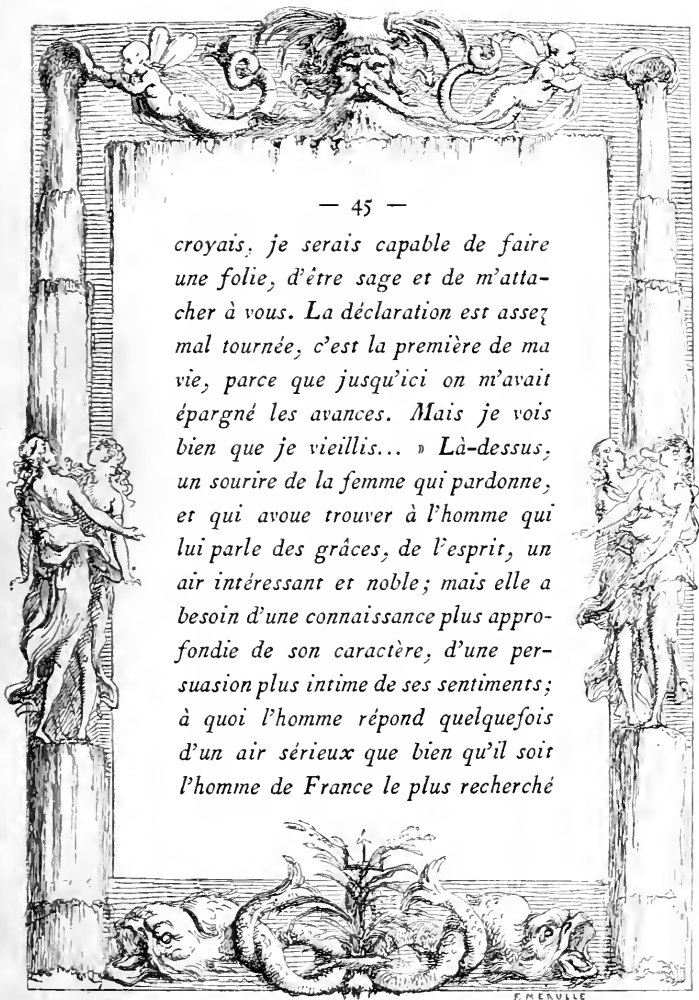 — 45 —
croyais, je serais capable de faire
une folie, d'être sage et de m'atta-
cher à vous. La déclaration est assez
mal tournée, c'est la première de ma
vie, parce que jusqu'ici on m'avait
épargné les avances. Mais je vois
bien que je vieillis... » Là-dessus,
un sourire de la femme qui pardonne,
et qui avoue trouver à l'homme qui
lui parle des grâces, de l'esprit, un
air intéressant et noble; mais elle a
besoin d'une connaissance plus appro-
fondie de son caractère, d'une per-
suasion plus intime de ses sentiments;
à quoi l'homme répond quelquefois
d'un air sérieux que bien qu'il soit
l'homme de France le plus recherché
F. MÉAULLE